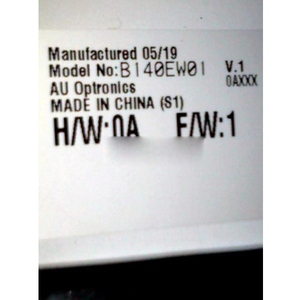 Manufactured 05/19
Model No:B140EW01 V.1
AU Optronics 0AXXX
MADE IN CHINA (S1)
H/W:0A F/W:1